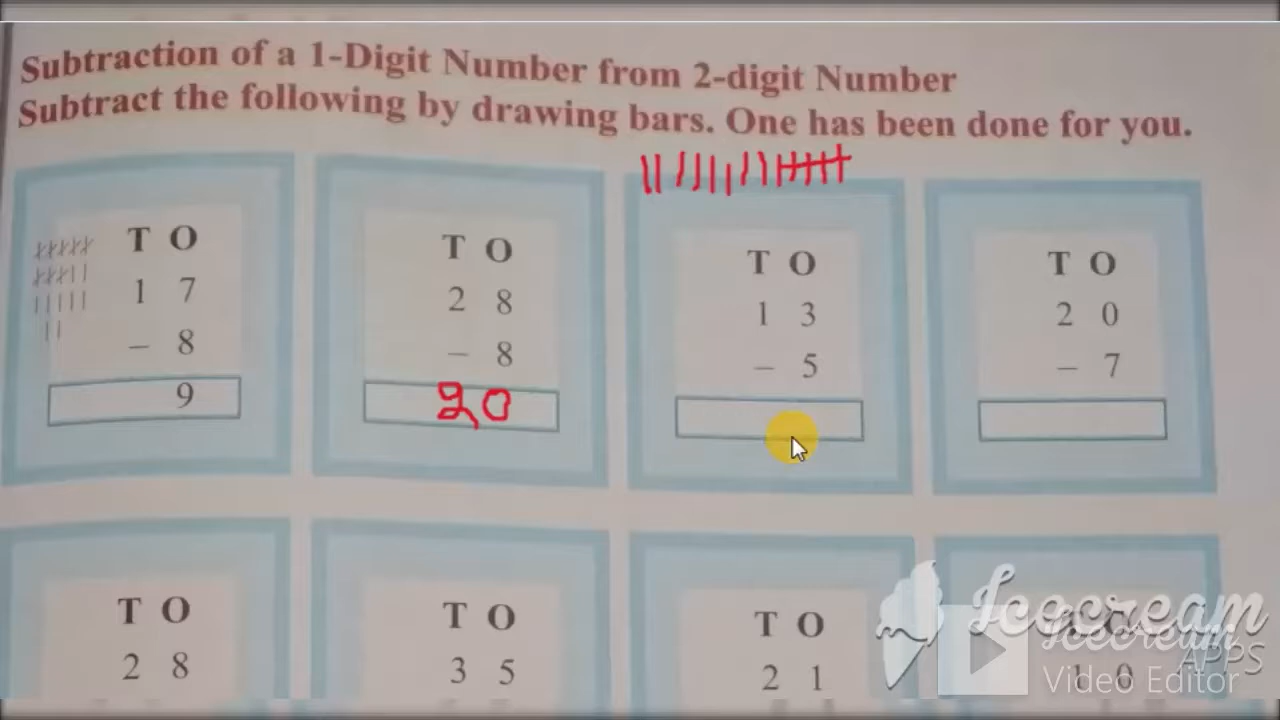 Subtraction of a 1-Digit Number from 2-digit Number
Subtract the following by drawing bars. One has been done for you.
T O
1 7
– 8
9
T O
2 8
– 8
20
T O
1 3
– 5
T O
2 0
– 7
T O
2 8
T O
3 5
T O
2 1
Icecream
APPS
Icecream
Video Editor